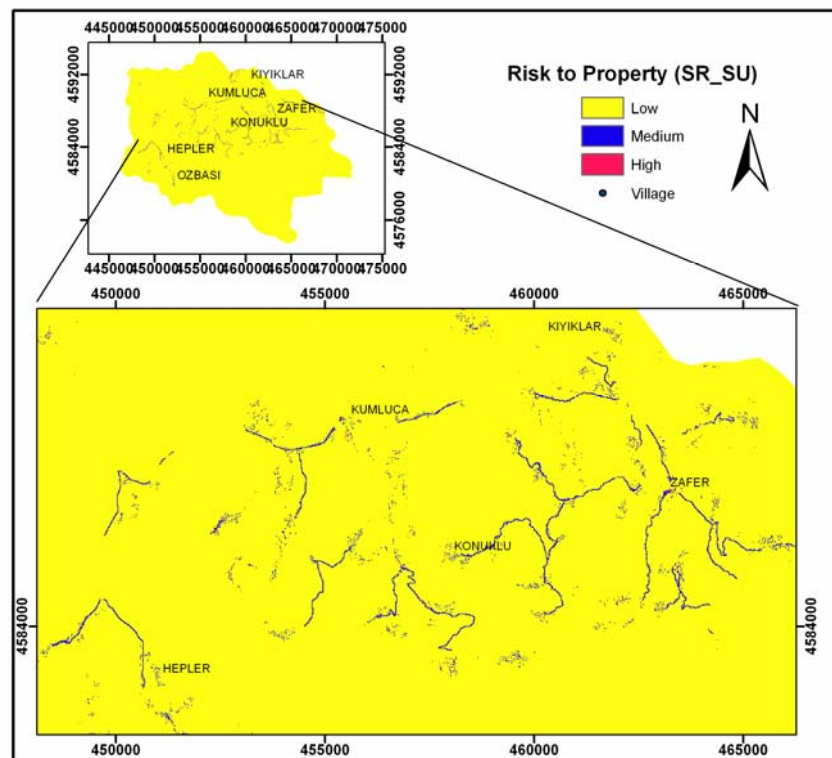 445000 450000 455000 460000 465000 470000 475000
4592000
4592000
KIYIKLAR
KUMLUCA
ZAFER
KONUKLU
4584000
4584000
HEPLER
OZBASI
4576000
4576000
445000 450000 455000 460000 465000 470000 475000
Risk to Property (SR_SU)
Low
Medium
High
Village
N
450000 455000 460000 465000
KIYIKLAR
KUMLUCA
ZAFER
KONUKLU
4584000
4584000
HEPLER
450000 455000 460000 465000